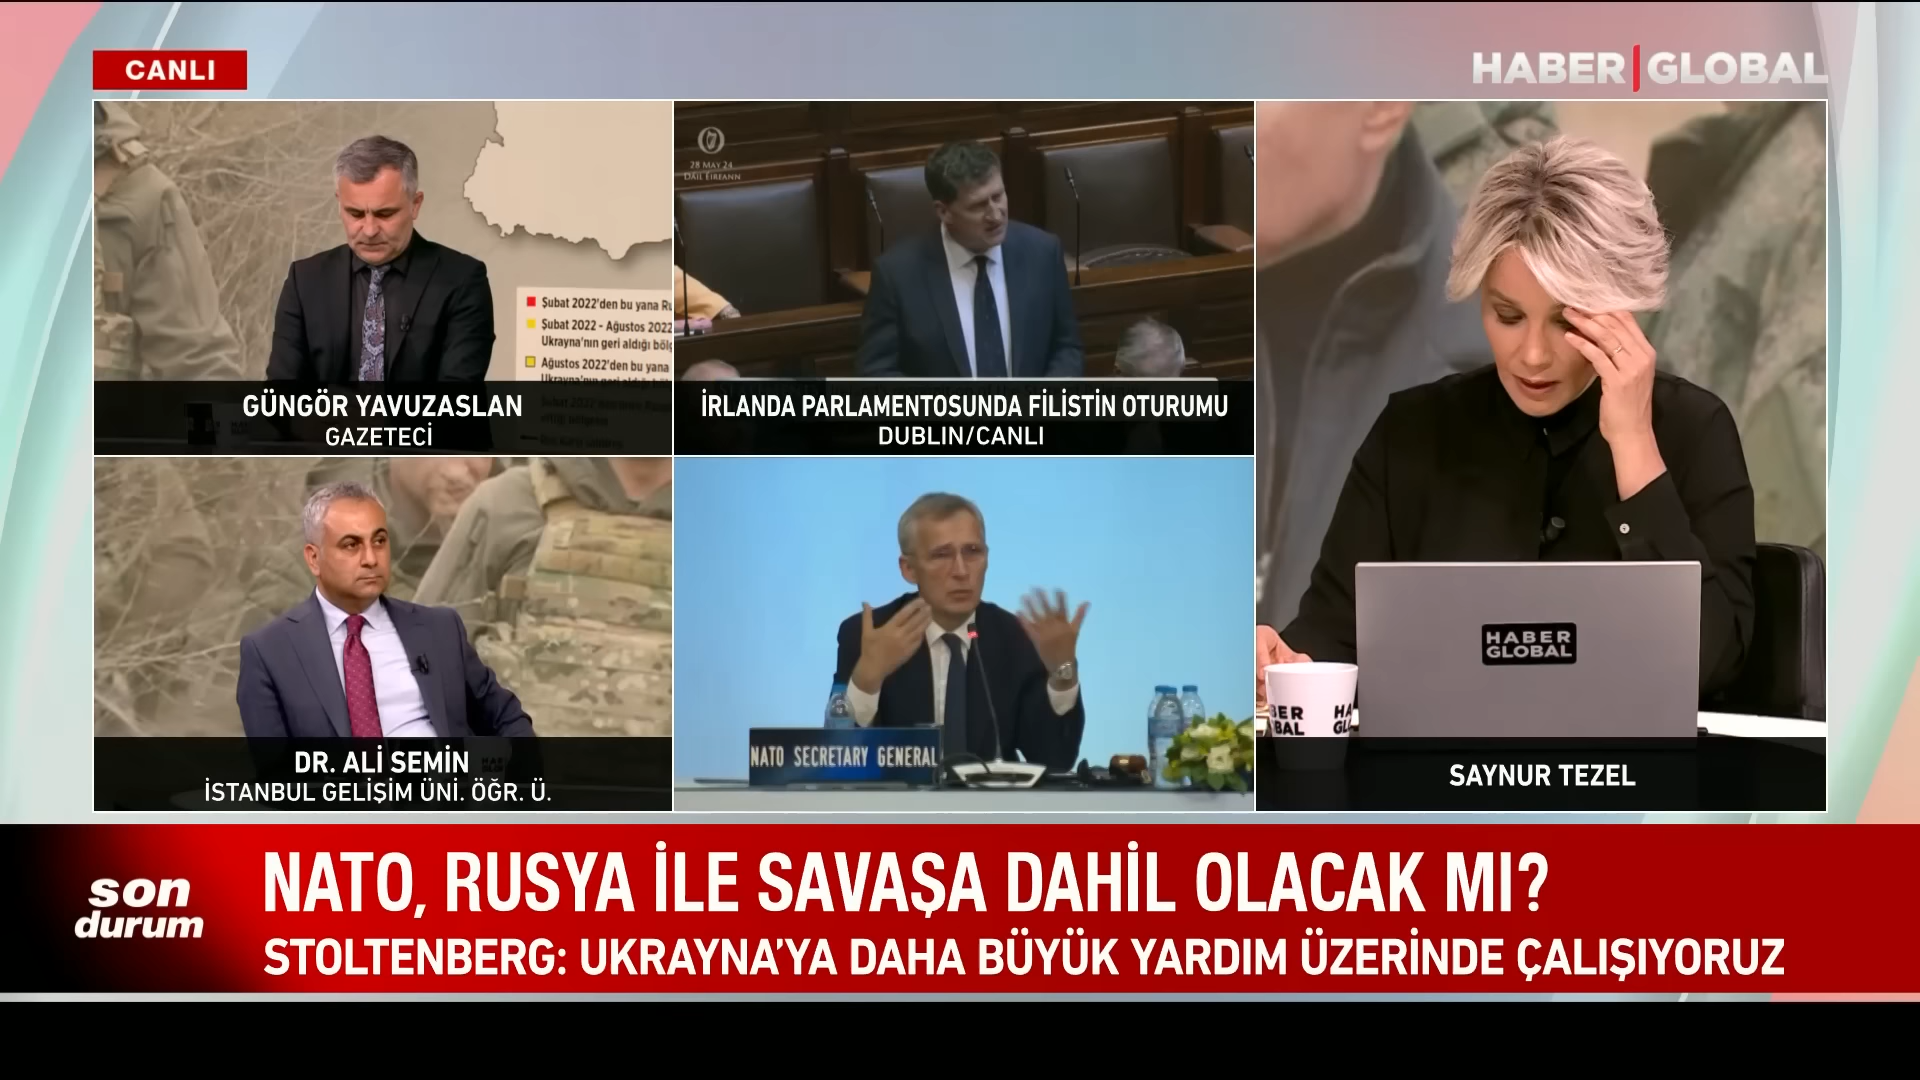 CANLI
HABER GLOBAL
28 MAY 24
DÁIL ÉIREANN
Şubat 2022'den bu yana Ru
Şubat 2022 - Ağustos 2022
Ukrayna'nın geri aldığı böl
Ağustos 2022'den bu yana
GÜNGÖR YAVUZASLAN
GAZETECİ
İRLANDA PARLAMENTOSUNDA FİLİSTİN OTURUMU
DUBLIN/CANLI
HABER
GLOBAL
NATO SECRETARY GENERAL
DR. ALİ SEMİN
İSTANBUL GELİŞİM ÜNİ. ÖĞR. Ü.
SAYNUR TEZEL
son
durum
NATO, RUSYA İLE SAVAŞA DAHİL OLACAK MI?
STOLTENBERG: UKRAYNA'YA DAHA BÜYÜK YARDIM ÜZERİNDE ÇALIŞIYORUZ